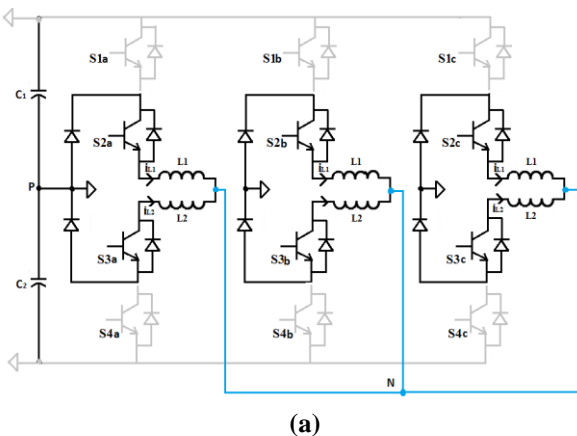 S1a S1b S1c
C1
S2a S2b S2c
iL1 L1 iL1 L1 iL1 L1
P
iL2 L2 iL2 L2 iL2 L2
S3a S3b S3c
C2
S4a S4b S4c
N
(a)